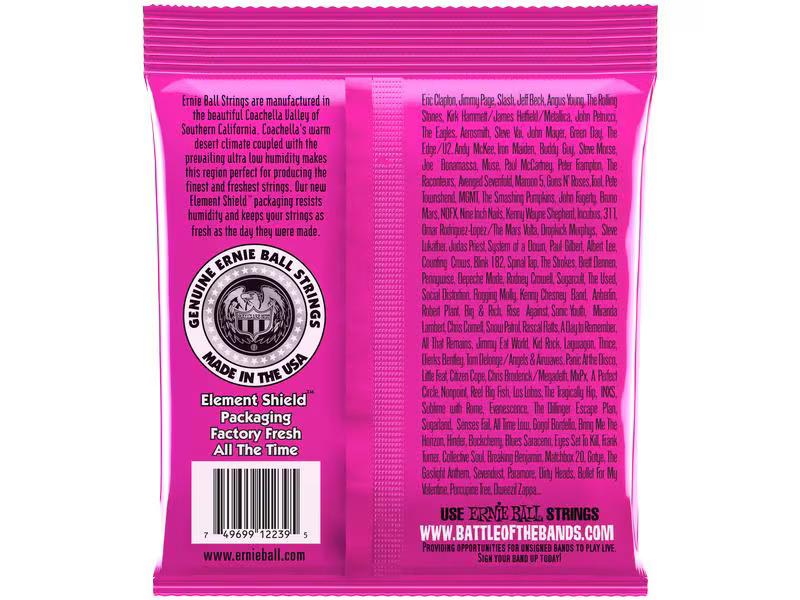 Ernie Ball Strings are manufactured in
the beautiful Coachella Valley of
Southern California. Coachella's warm
desert climate coupled with the
prevailing ultra low humidity makes
this region perfect for producing the
finest and freshest strings. Our new
Element Shield™ packaging resists
humidity and keeps your strings as
fresh as the day they were made.
GENUINE ERNIE BALL STRINGS
MADE IN THE USA
Element Shield™
Packaging
Factory Fresh
All The Time
7 49699 12239 5
www.ernieball.com
Eric Clapton, Jimmy Page, Slash, Jeff Beck, Angus Young, The Rolling
Stones, Kirk Hammett/James Hetfield/Metallica, John Petrucci,
The Eagles, Aerosmith, Steve Vai, John Mayer, Green Day, The
Edge/U2, Andy McKee, Iron Maiden, Buddy Guy, Steve Morse,
Joe Bonamassa, Muse, Paul McCartney, Peter Frampton, The
Raconteurs, Avenged Sevenfold, Maroon 5, Guns N' Roses, Tool, Pete
Townshend, MGMT, The Smashing Pumpkins, John Fogerty, Bruno
Mars, NOFX, Nine Inch Nails, Kenny Wayne Shepherd, Incubus, 311,
Omar Rodriguez-Lopez/The Mars Volta, Dropkick Murphys, Steve
Lukather, Judas Priest, System of a Down, Paul Gilbert, Albert Lee,
Counting Crows, Blink 182, Spinal Tap, The Strokes, Brett Dennen,
Pennywise, Depeche Mode, Rodney Crowell, Sugarcult, The Used,
Social Distortion, Flogging Molly, Kenny Chesney Band, Anberlin,
Robert Plant, Big & Rich, Rise Against, Sonic Youth, Miranda
Lambert, Chris Cornell, Snow Patrol, Rascal Flatts, A Day to Remember,
All That Remains, Jimmy Eat World, Kid Rock, Lagwagon, Thrice,
Dierks Bentley, Tom Delonge/Angels & Airwaves, Panic At the Disco,
Little Feat, Citizen Cope, Chris Broderick/Megadeth, MxPx, A Perfect
Circle, Nonpoint, Reel Big Fish, Los Lobos, The Tragically Hip, INXS,
Sublime with Rome, Evanescence, The Dillinger Escape Plan,
Sugarland, Senses Fail, All Time Low, Gogol Bordello, Bring Me The
Horizon, Hinder, Buckcherry, Blues Saraceno, Eyes Set To Kill, Frank
Turner, Collective Soul, Breaking Benjamin, Matchbox 20, Gotye, The
Gaslight Anthem, Sevendust, Paramore, Dirty Heads, Bullet For My
Valentine, Porcupine Tree, Dweezil Zappa...
USE ERNIE BALL STRINGS
WWW.BATTLEOFTHEBANDS.COM
PROVIDING OPPORTUNITIES FOR UNSIGNED BANDS TO PLAY LIVE.
SIGN YOUR BAND UP TODAY!